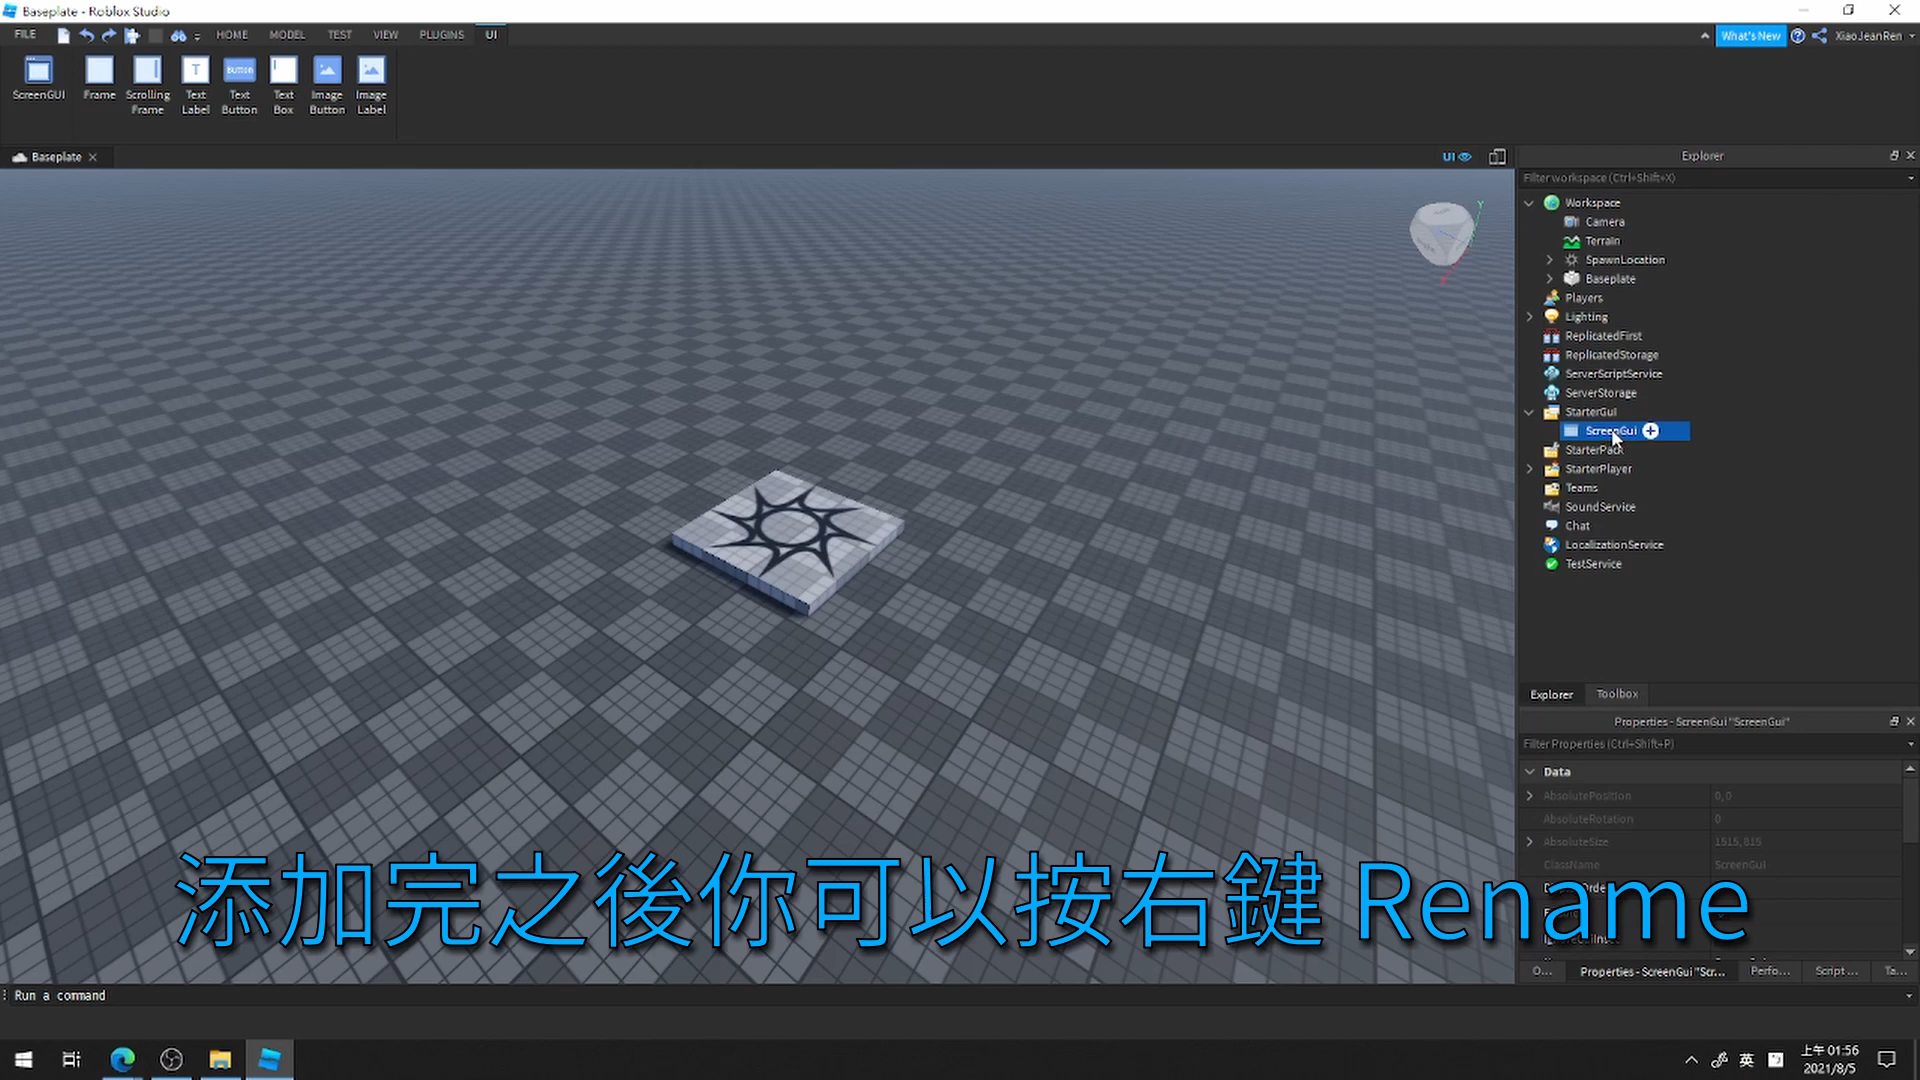 Baseplate - Roblox Studio
FILE
HOME
MODEL
TEST
VIEW
PLUGINS
UI
What's New
XiaoJeanRen
ScreenGUI
Frame
Scrolling Frame
Text Label
Button
Text Button
Text Box
Image Button
Image Label
Baseplate
UI
Explorer
Filter workspace (Ctrl+Shift+X)
Workspace
Camera
Terrain
SpawnLocation
Baseplate
Players
Lighting
ReplicatedFirst
ReplicatedStorage
ServerScriptService
ServerStorage
StarterGui
ScreenGui
StarterPack
StarterPlayer
Teams
SoundService
Chat
LocalizationService
TestService
Explorer
Toolbox
Properties - ScreenGui "ScreenGui"
Filter Properties (Ctrl+Shift+P)
Data
AbsolutePosition 0,0
AbsoluteRotation 0
AbsoluteSize 1515,815
ClassName ScreenGui
添加完之後你可以按右鍵 Rename
O...
Properties - ScreenGui "Scr...
Perfo...
Script ...
Ta...
Run a command
英
上午 01:56
2021/8/5